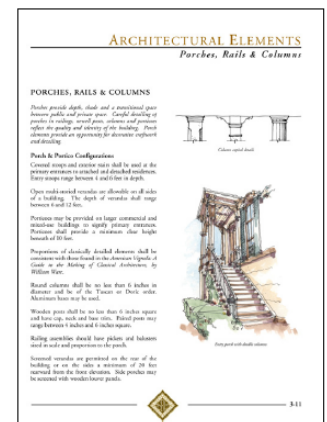 ARCHITECTURAL ELEMENTS
Porches, Rails & Columns
PORCHES, RAILS & COLUMNS
Porches provide depth, shade and a transitional space
between public and private space. Careful detailing of
porches in railings, newel posts, columns and porticos
reflect the quality and identity of the building. Porch
elements provide an opportunity for decorative craftwork
and detailing.
Porch & Portico Configurations
Covered stoops and exterior stairs shall be used at the
primary entrances to attached and detached residences.
Entry stoops range between 4 and 6 feet in depth.
Open multi-storied verandas are allowable on all sides
of a building. The depth of verandas shall range
between 6 and 12 feet.
Porticoes may be provided on larger commercial and
mixed-use buildings to signify primary entrances.
Porticoes shall provide a minimum clear height
beneath of 10 feet.
Proportions of classically detailed elements shall be
consistent with those found in the American Vignola: A
Guide to the Making of Classical Architecture, by
William Ware.
Round columns shall be no less than 6 inches in
diameter and be of the Tuscan or Doric order.
Aluminum bases may be used.
Wooden posts shall be no less than 6 inches square
and have cap, neck and base trim. Paired posts may
range between 4 inches and 6 inches square.
Railing assemblies should have pickets and balusters
sized in scale and proportion to the porch.
Screened verandas are permitted on the rear of the
building or on the sides a minimum of 20 feet
rearward from the front elevation. Side porches may
be screened with wooden louver panels.
Column capital details
Entry porch with double columns
3-11